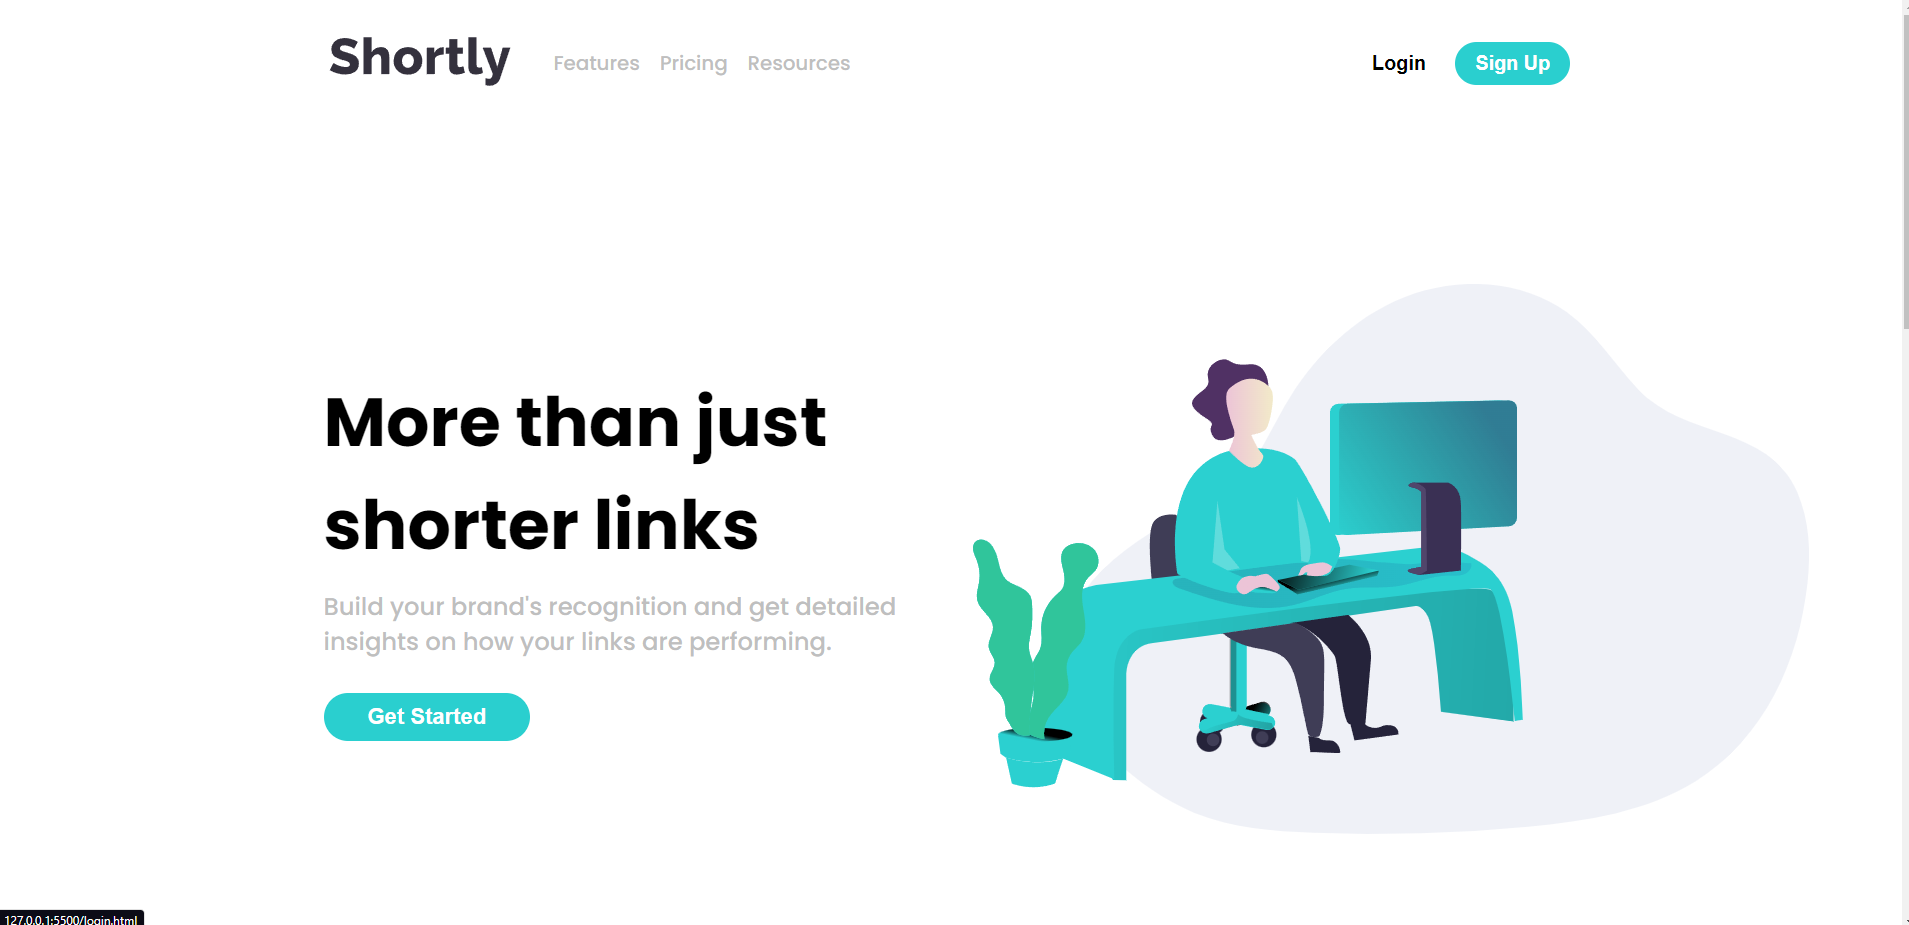 Shortly
Features Pricing Resources
Login
Sign Up
More than just
shorter links
Build your brand's recognition and get detailed
insights on how your links are performing.
Get Started
127.0.0.1:5500/login.html